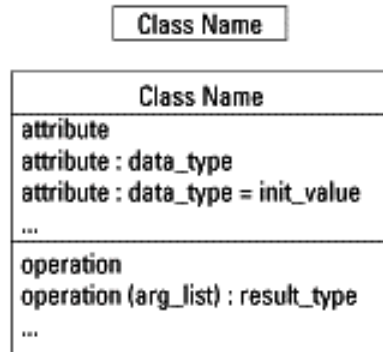 Class Name
Class Name
attribute
attribute : data_type
attribute : data_type = init_value
...
operation
operation (arg_list) : result_type
...